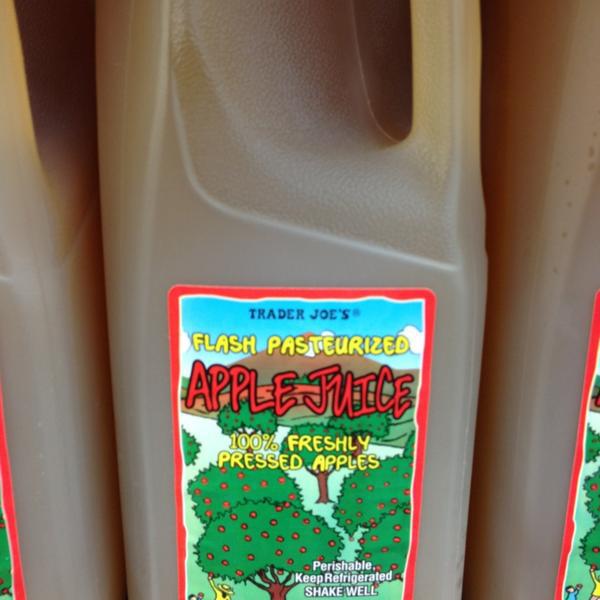 TRADER JOE'S®
FLASH PASTEURIZED
APPLE JUICE
100% FRESHLY
PRESSED APPLES
Perishable,
Keep Refrigerated
SHAKE WELL